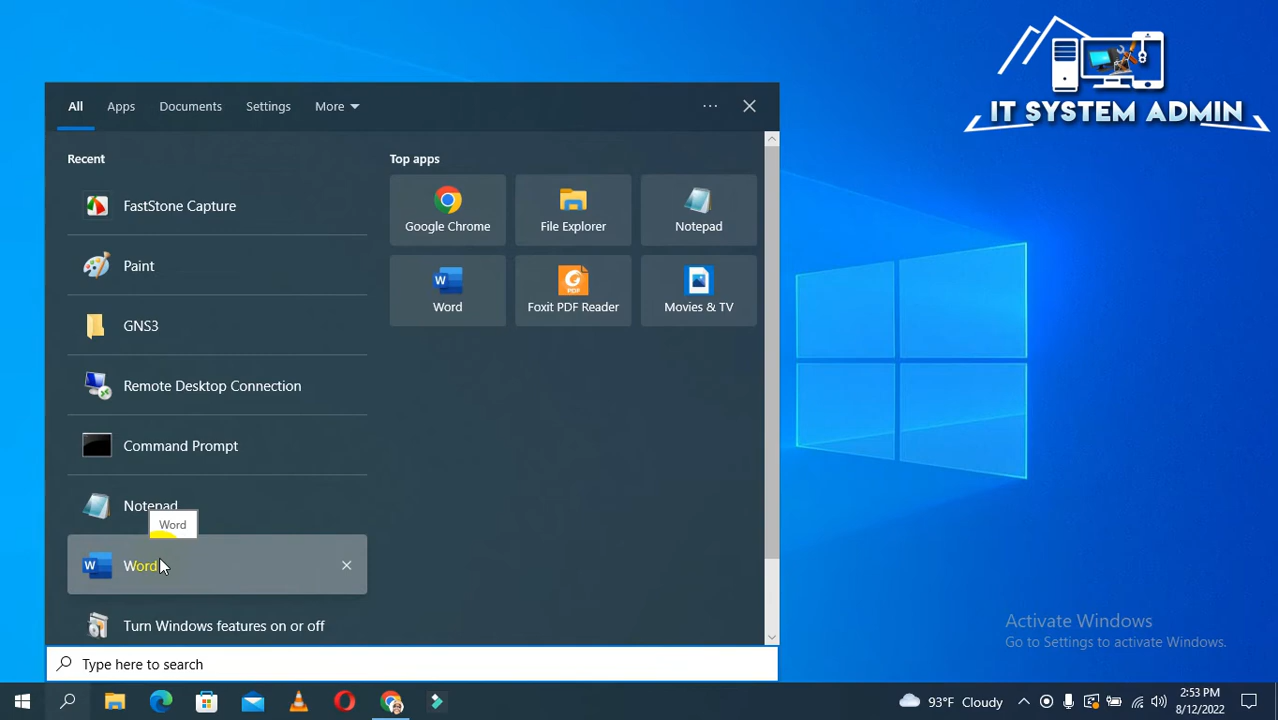 IT SYSTEM ADMIN
All Apps Documents Settings More
Recent
Top apps
FastStone Capture
Paint
GNS3
Remote Desktop Connection
Command Prompt
Notepad
Word
Word
Turn Windows features on or off
Google Chrome
File Explorer
Notepad
Word
Foxit PDF Reader
Movies & TV
Type here to search
Activate Windows
Go to Settings to activate Windows.
93°F Cloudy
2:53 PM
8/12/2022